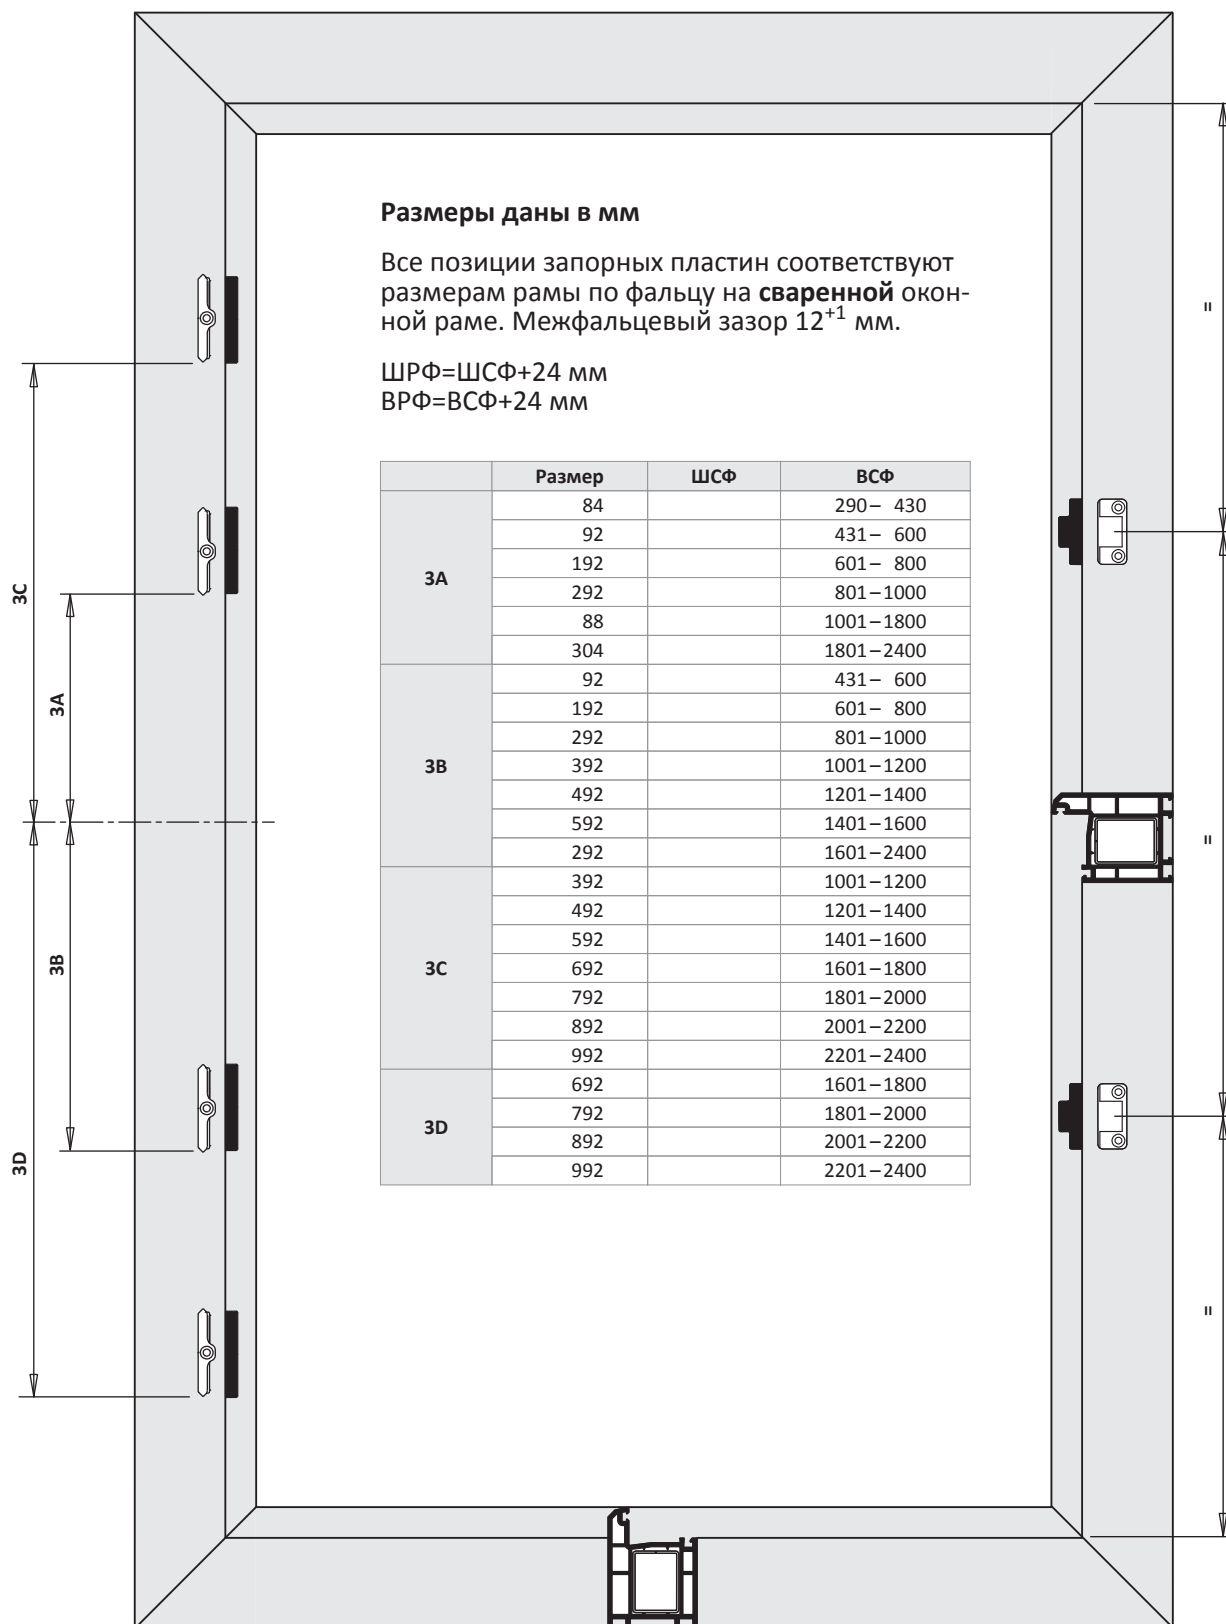 Размеры даны в мм
Все позиции запорных пластин соответствуют
размерам рамы по фальцу на сваренной окон-
ной раме. Межфальцевый зазор 12⁺¹ мм.
ШРФ=ШСФ+24 мм
ВРФ=ВСФ+24 мм
Размер ШСФ ВСФ
3A
84 290– 430
92 431– 600
192 601– 800
292 801–1000
88 1001–1800
304 1801–2400
3B
92 431– 600
192 601– 800
292 801–1000
392 1001–1200
492 1201–1400
592 1401–1600
292 1601–2400
3C
392 1001–1200
492 1201–1400
592 1401–1600
692 1601–1800
792 1801–2000
892 2001–2200
992 2201–2400
3D
692 1601–1800
792 1801–2000
892 2001–2200
992 2201–2400
3C
3A
3B
3D
=
=
=